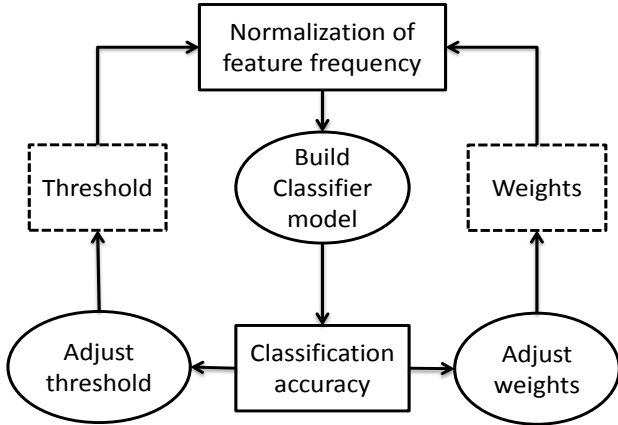 Normalization of
feature frequency
Threshold
Build
Classifier
model
Weights
Adjust
threshold
Classification
accuracy
Adjust
weights